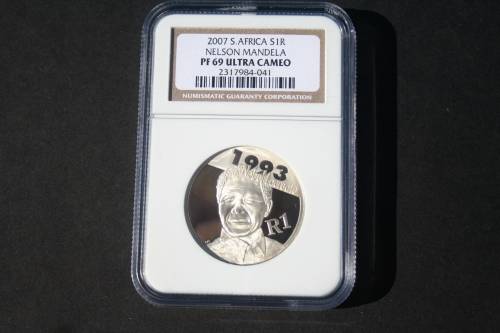 2007 S.AFRICA S1R
NELSON MANDELA
PF 69 ULTRA CAMEO
2317984-041
NUMISMATIC GUARANTY CORPORATION
1993
R1